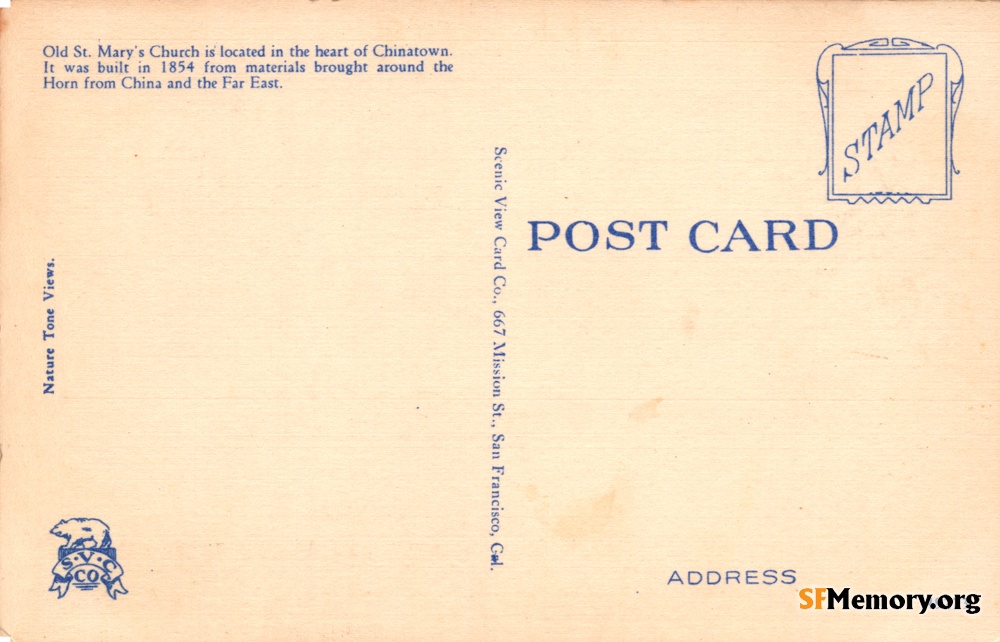 Old St. Mary's Church is located in the heart of Chinatown.
It was built in 1854 from materials brought around the
Horn from China and the Far East.
STAMP
Scenic View Card Co., 667 Mission St., San Francisco, Cal.
POST CARD
Nature Tone Views.
S·V·C
CO
ADDRESS
SFMemory.org